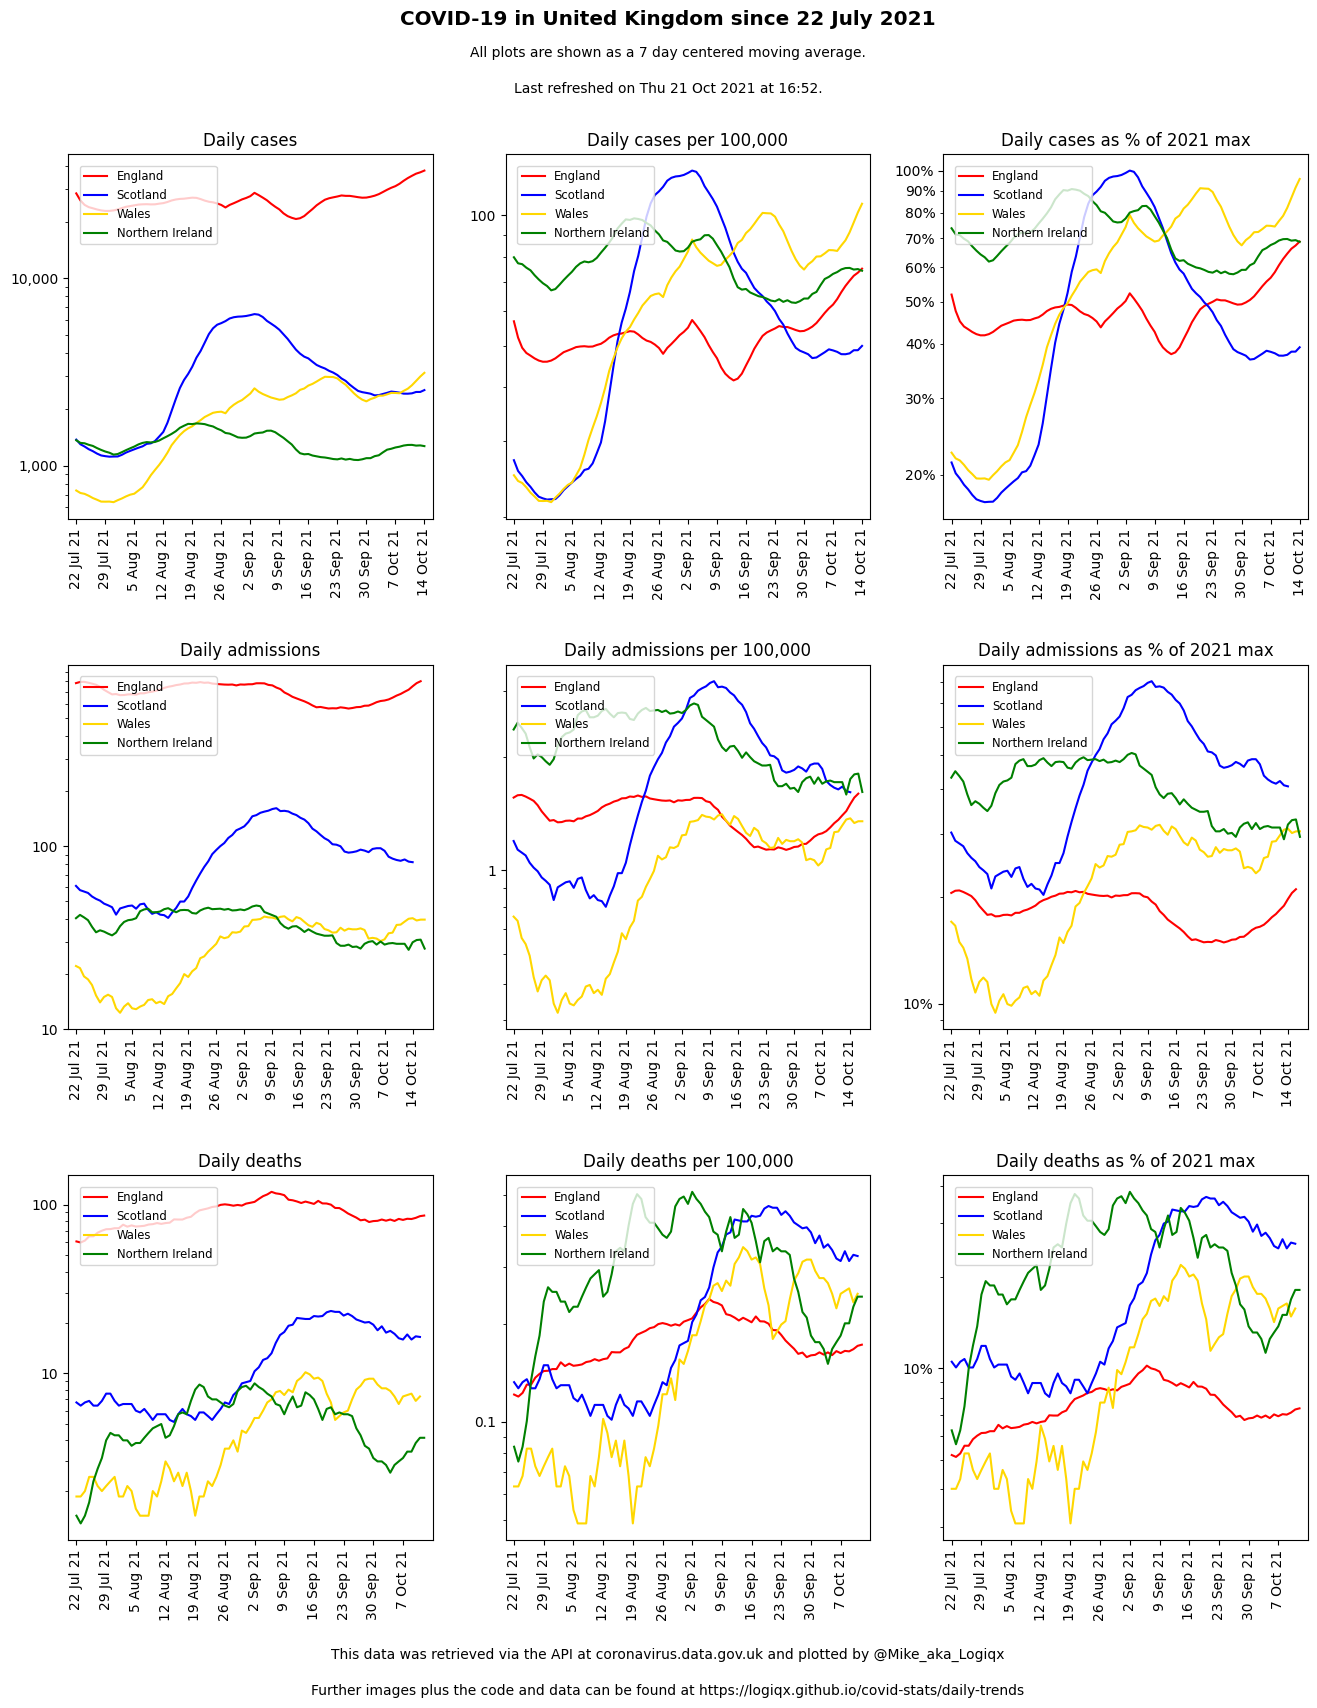 COVID-19 in United Kingdom since 22 July 2021
All plots are shown as a 7 day centered moving average.
Last refreshed on Thu 21 Oct 2021 at 16:52.
Daily cases
England
Scotland
Wales
Northern Ireland
10,000
1,000
22 Jul 21
29 Jul 21
5 Aug 21
12 Aug 21
19 Aug 21
26 Aug 21
2 Sep 21
9 Sep 21
16 Sep 21
23 Sep 21
30 Sep 21
7 Oct 21
14 Oct 21
Daily cases per 100,000
England
Scotland
Wales
Northern Ireland
100
22 Jul 21
29 Jul 21
5 Aug 21
12 Aug 21
19 Aug 21
26 Aug 21
2 Sep 21
9 Sep 21
16 Sep 21
23 Sep 21
30 Sep 21
7 Oct 21
14 Oct 21
Daily cases as % of 2021 max
England
Scotland
Wales
Northern Ireland
100%
90%
80%
70%
60%
50%
40%
30%
20%
22 Jul 21
29 Jul 21
5 Aug 21
12 Aug 21
19 Aug 21
26 Aug 21
2 Sep 21
9 Sep 21
16 Sep 21
23 Sep 21
30 Sep 21
7 Oct 21
14 Oct 21
Daily admissions
England
Scotland
Wales
Northern Ireland
100
10
22 Jul 21
29 Jul 21
5 Aug 21
12 Aug 21
19 Aug 21
26 Aug 21
2 Sep 21
9 Sep 21
16 Sep 21
23 Sep 21
30 Sep 21
7 Oct 21
14 Oct 21
Daily admissions per 100,000
England
Scotland
Wales
Northern Ireland
1
22 Jul 21
29 Jul 21
5 Aug 21
12 Aug 21
19 Aug 21
26 Aug 21
2 Sep 21
9 Sep 21
16 Sep 21
23 Sep 21
30 Sep 21
7 Oct 21
14 Oct 21
Daily admissions as % of 2021 max
England
Scotland
Wales
Northern Ireland
10%
22 Jul 21
29 Jul 21
5 Aug 21
12 Aug 21
19 Aug 21
26 Aug 21
2 Sep 21
9 Sep 21
16 Sep 21
23 Sep 21
30 Sep 21
7 Oct 21
14 Oct 21
Daily deaths
England
Scotland
Wales
Northern Ireland
100
10
22 Jul 21
29 Jul 21
5 Aug 21
12 Aug 21
19 Aug 21
26 Aug 21
2 Sep 21
9 Sep 21
16 Sep 21
23 Sep 21
30 Sep 21
7 Oct 21
Daily deaths per 100,000
England
Scotland
Wales
Northern Ireland
0.1
22 Jul 21
29 Jul 21
5 Aug 21
12 Aug 21
19 Aug 21
26 Aug 21
2 Sep 21
9 Sep 21
16 Sep 21
23 Sep 21
30 Sep 21
7 Oct 21
Daily deaths as % of 2021 max
England
Scotland
Wales
Northern Ireland
10%
22 Jul 21
29 Jul 21
5 Aug 21
12 Aug 21
19 Aug 21
26 Aug 21
2 Sep 21
9 Sep 21
16 Sep 21
23 Sep 21
30 Sep 21
7 Oct 21
This data was retrieved via the API at coronavirus.data.gov.uk and plotted by @Mike_aka_Logiqx
Further images plus the code and data can be found at https://logiqx.github.io/covid-stats/daily-trends